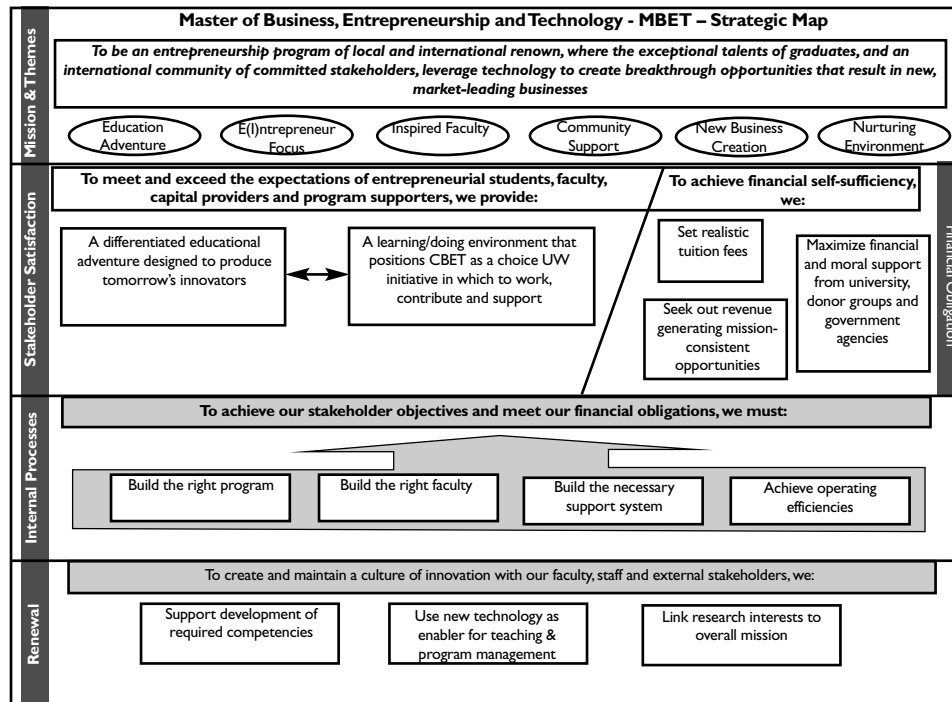 Master of Business, Entrepreneurship and Technology - MBET – Strategic Map
Mission & Themes
To be an entrepreneurship program of local and international renown, where the exceptional talents of graduates, and an
international community of committed stakeholders, leverage technology to create breakthrough opportunities that result in new,
market-leading businesses
Education
Adventure
E(I)ntrepreneur
Focus
Inspired Faculty
Community
Support
New Business
Creation
Nurturing
Environment
Stakeholder Satisfaction
To meet and exceed the expectations of entrepreneurial students, faculty,
capital providers and program supporters, we provide:
A differentiated educational
adventure designed to produce
tomorrow's innovators
A learning/doing environment that
positions CBET as a choice UW
initiative in which to work,
contribute and support
To achieve financial self-sufficiency,
we:
Set realistic
tuition fees
Seek out revenue
generating mission-
consistent
opportunities
Maximize financial
and moral support
from university,
donor groups and
government
agencies
Financial Obligation
Internal Processes
To achieve our stakeholder objectives and meet our financial obligations, we must:
Build the right program
Build the right faculty
Build the necessary
support system
Achieve operating
efficiencies
Renewal
To create and maintain a culture of innovation with our faculty, staff and external stakeholders, we:
Support development of
required competencies
Use new technology as
enabler for teaching &
program management
Link research interests to
overall mission